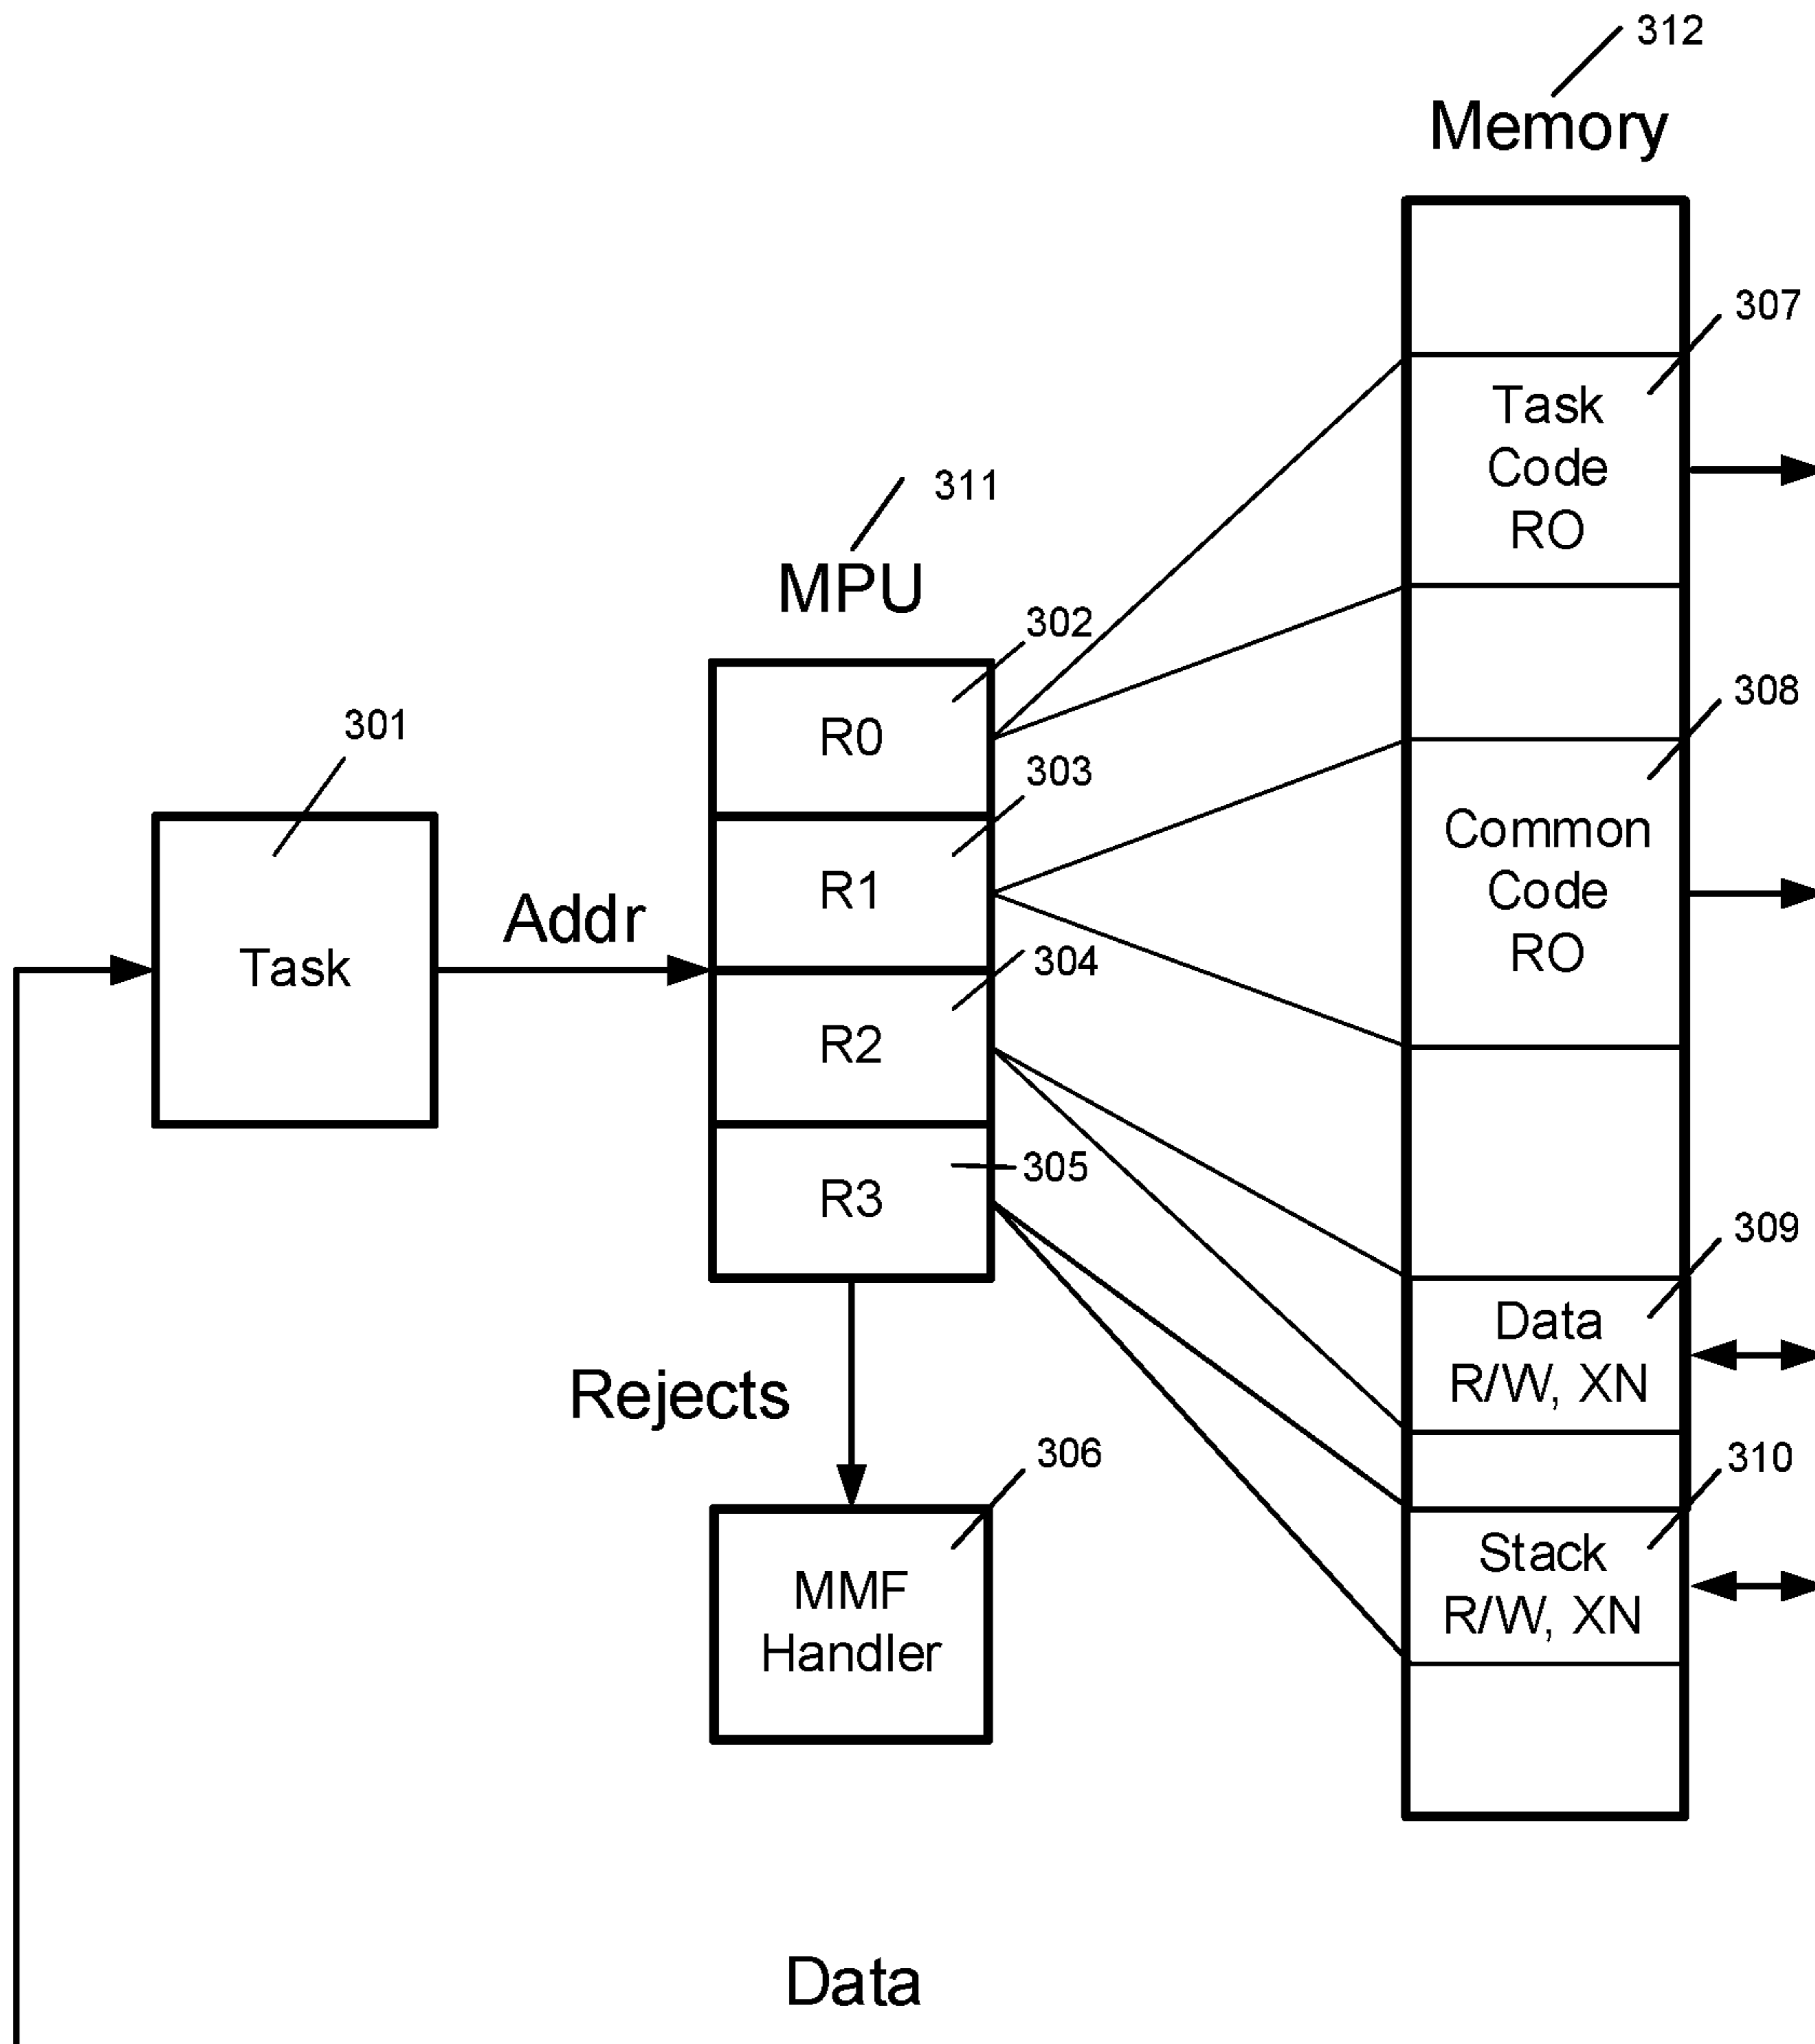 312
Memory
307
Task
Code
RO
311
MPU
302
R0
308
301
303
Common
Code
RO
R1
Addr
Task
304
R2
305
R3
309
Data
R/W, XN
Rejects
306
310
Stack
R/W, XN
MMF
Handler
Data